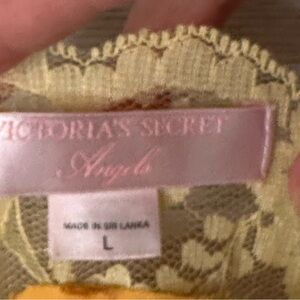 VICTORIA'S SECRET
Angels
MADE IN SRI LANKA
L